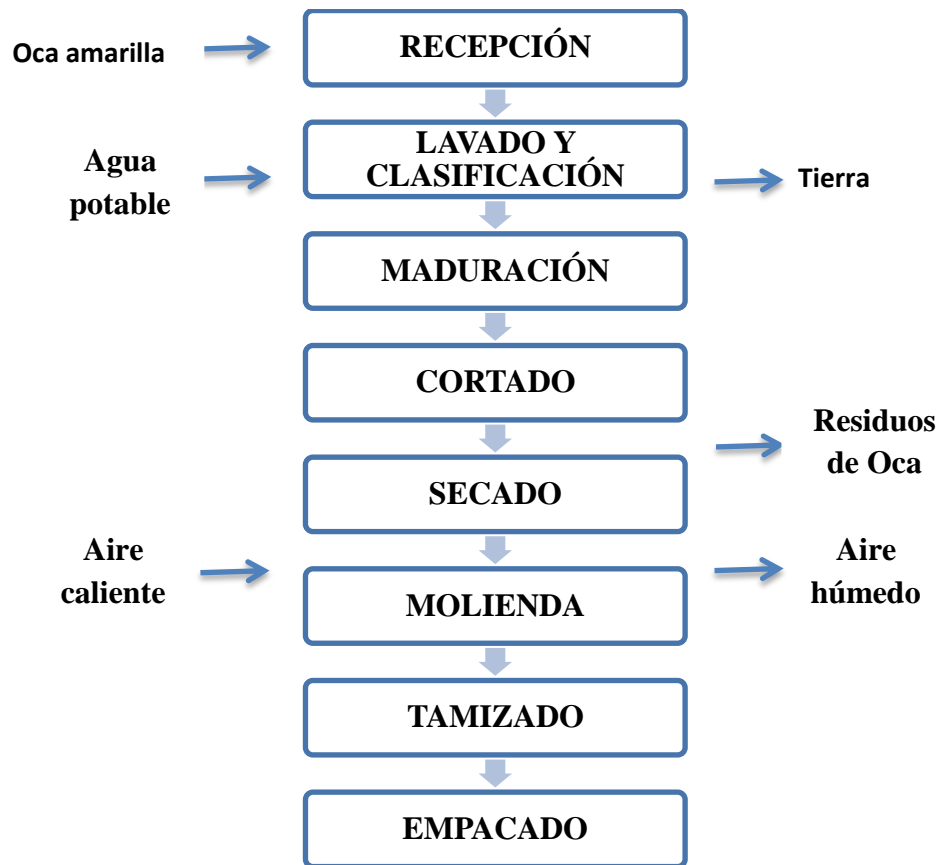 Oca amarilla
RECEPCIÓN
Agua
potable
LAVADO Y
CLASIFICACIÓN
Tierra
MADURACIÓN
CORTADO
Residuos
de Oca
SECADO
Aire
caliente
Aire
húmedo
MOLIENDA
TAMIZADO
EMPACADO